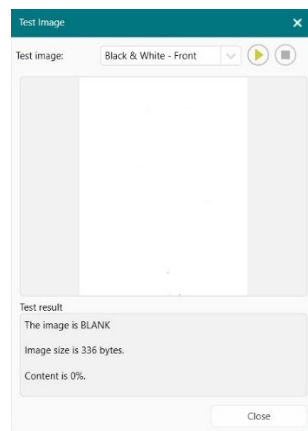 Test Image
Test image: Black & White - Front
Test result
The image is BLANK
Image size is 336 bytes.
Content is 0%.
Close